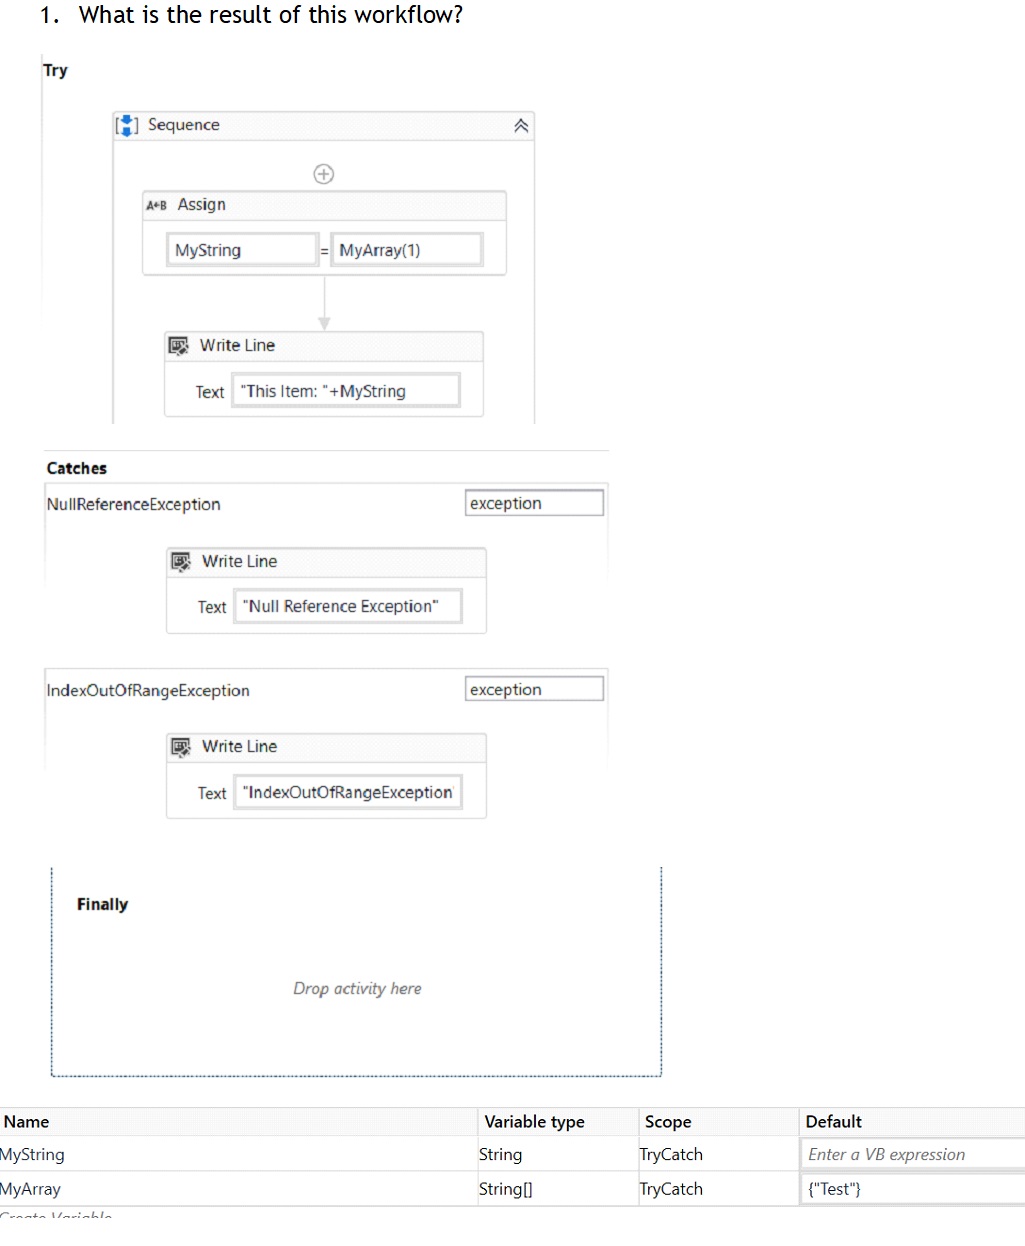 1. What is the result of this workflow?
Try
Sequence
A←B Assign
MyString = MyArray(1)
Write Line
Text "This Item: "+MyString
Catches
NullReferenceException exception
Write Line
Text "Null Reference Exception"
IndexOutOfRangeException exception
Write Line
Text "IndexOutOfRangeException
Finally
Drop activity here
Name Variable type Scope Default
MyString String TryCatch Enter a VB expression
MyArray String[] TryCatch {"Test"}
Create Variable